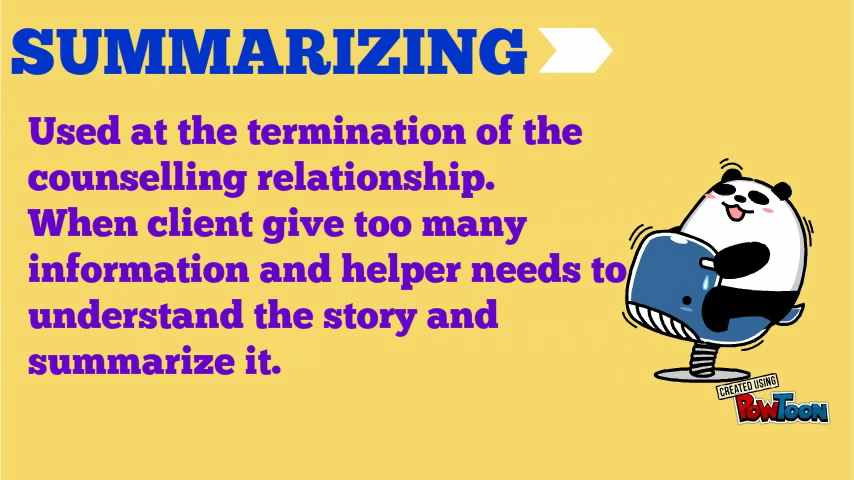 SUMMARIZING
Used at the termination of the
counselling relationship.
When client give too many
information and helper needs to
understand the story and
summarize it.
CREATED USING
POWTOON